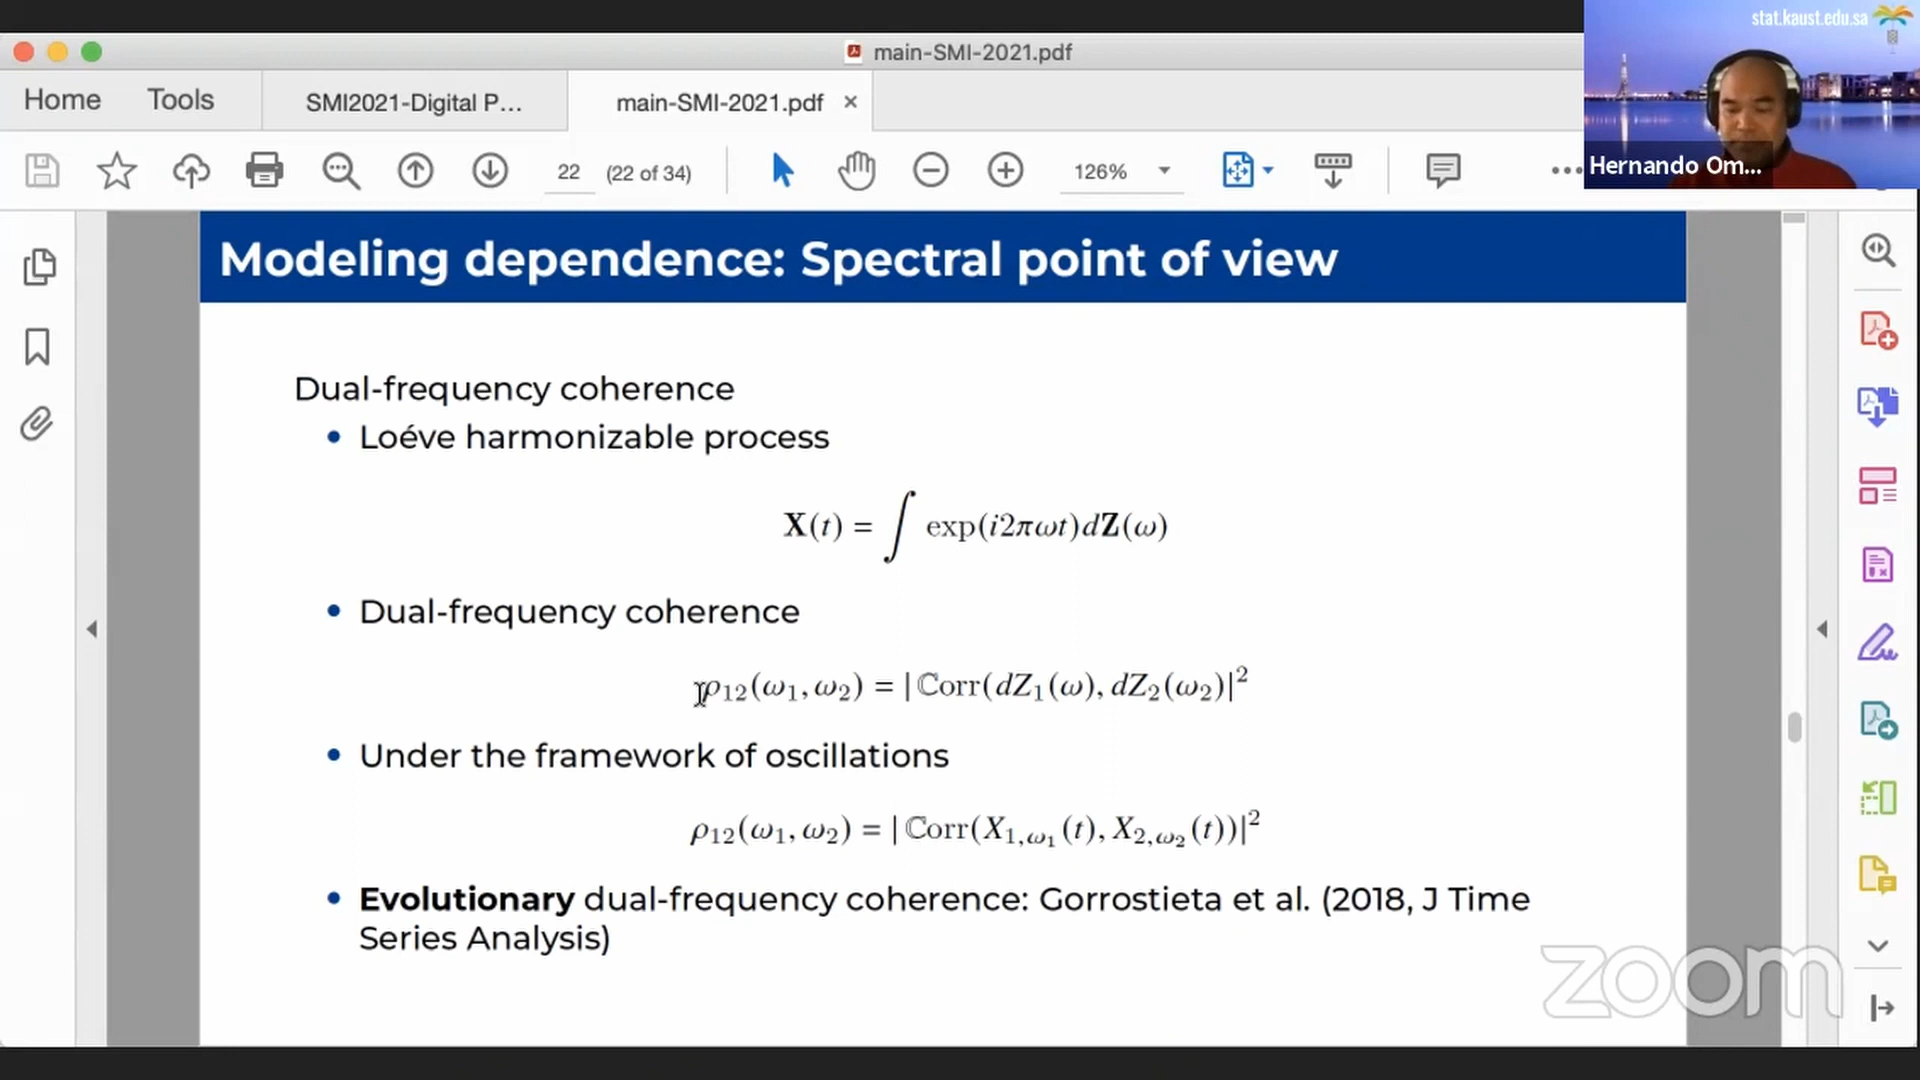 stat.kaust.edu.sa
main-SMI-2021.pdf
Home Tools SMI2021-Digital P... main-SMI-2021.pdf ×
22 (22 of 34) 126%
Hernando Om...
Modeling dependence: Spectral point of view
Dual-frequency coherence
• Loéve harmonizable process
X(t) = ∫ exp(i2πωt)dZ(ω)
• Dual-frequency coherence
ρ₁₂(ω₁, ω₂) = | ℂorr(dZ₁(ω), dZ₂(ω₂)|²
• Under the framework of oscillations
ρ₁₂(ω₁, ω₂) = | ℂorr(X₁,ω₁(t), X₂,ω₂(t))|²
• Evolutionary dual-frequency coherence: Gorrostieta et al. (2018, J Time
Series Analysis)
zoom